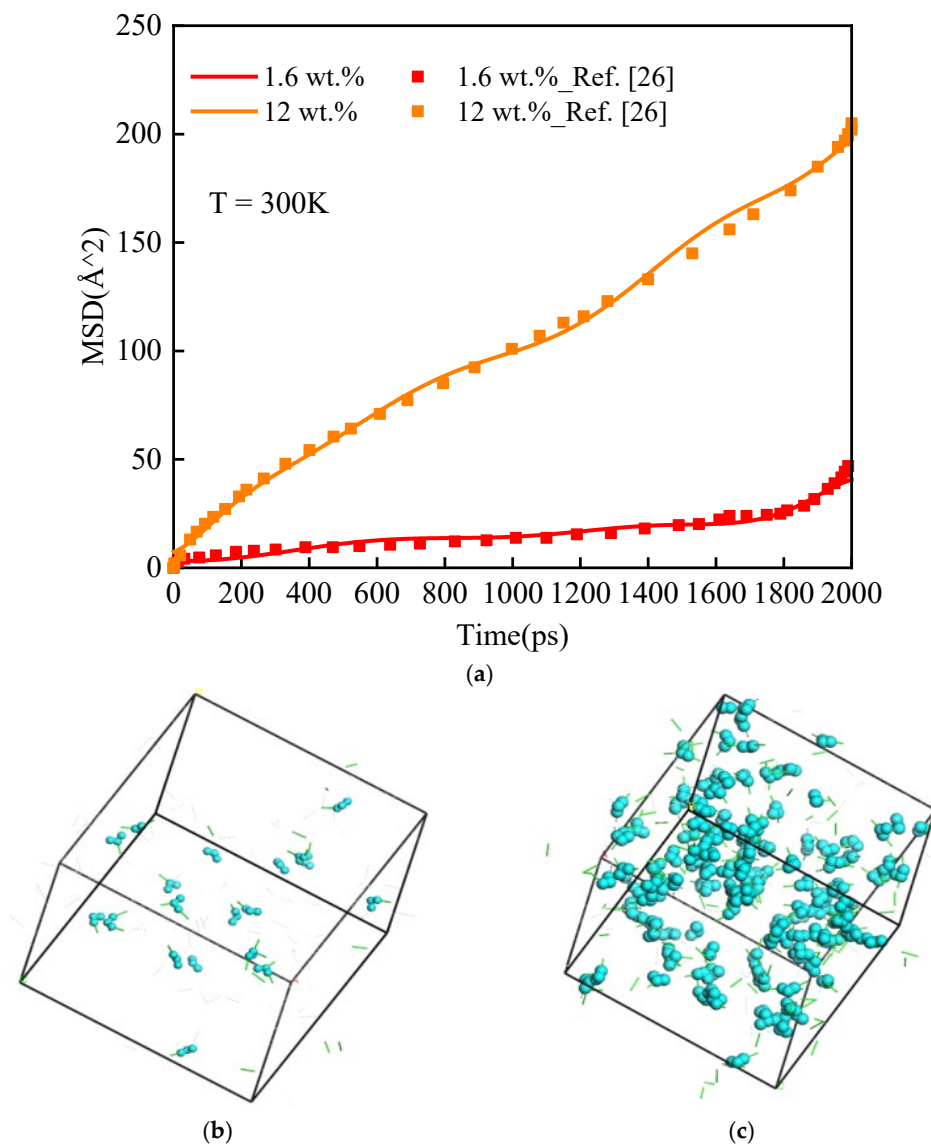 250
200
150
100
50
0
MSD(Å^2)
1.6 wt.% 1.6 wt.%_Ref. [26]
12 wt.% 12 wt.%_Ref. [26]
T = 300K
0 200 400 600 800 1000 1200 1400 1600 1800 2000
Time(ps)
(a)
(b) (c)